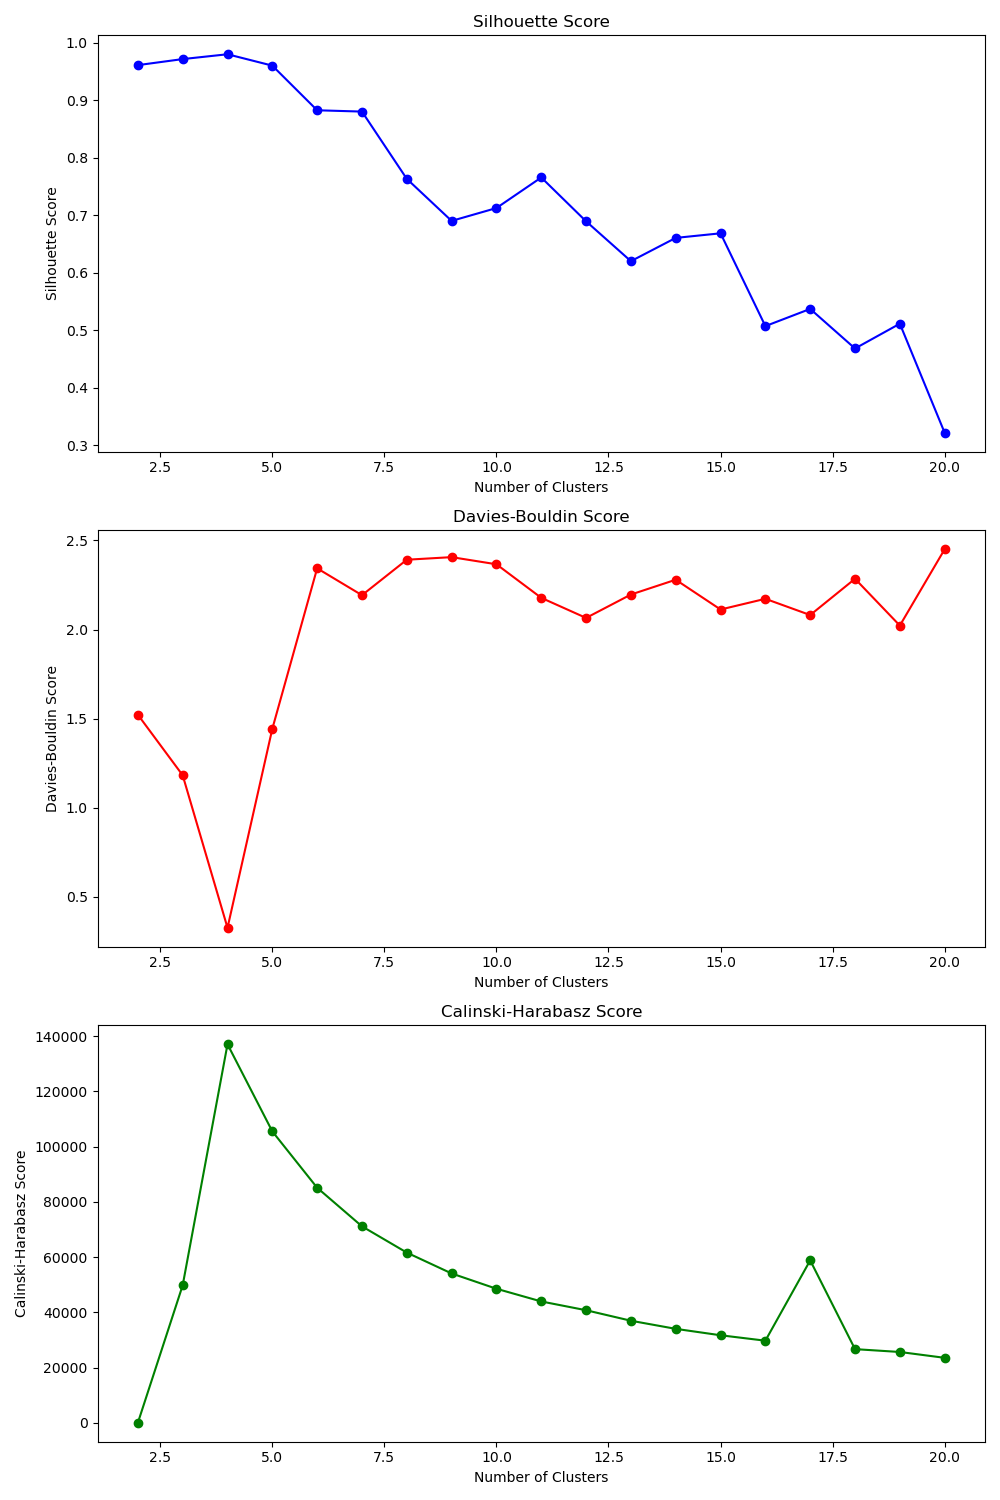 Silhouette Score
1.0
0.9
0.8
0.7
0.6
0.5
0.4
0.3
Silhouette Score
2.5 5.0 7.5 10.0 12.5 15.0 17.5 20.0
Number of Clusters
Davies-Bouldin Score
2.5
2.0
1.5
1.0
0.5
Davies-Bouldin Score
2.5 5.0 7.5 10.0 12.5 15.0 17.5 20.0
Number of Clusters
Calinski-Harabasz Score
140000
120000
100000
80000
60000
40000
20000
0
Calinski-Harabasz Score
2.5 5.0 7.5 10.0 12.5 15.0 17.5 20.0
Number of Clusters